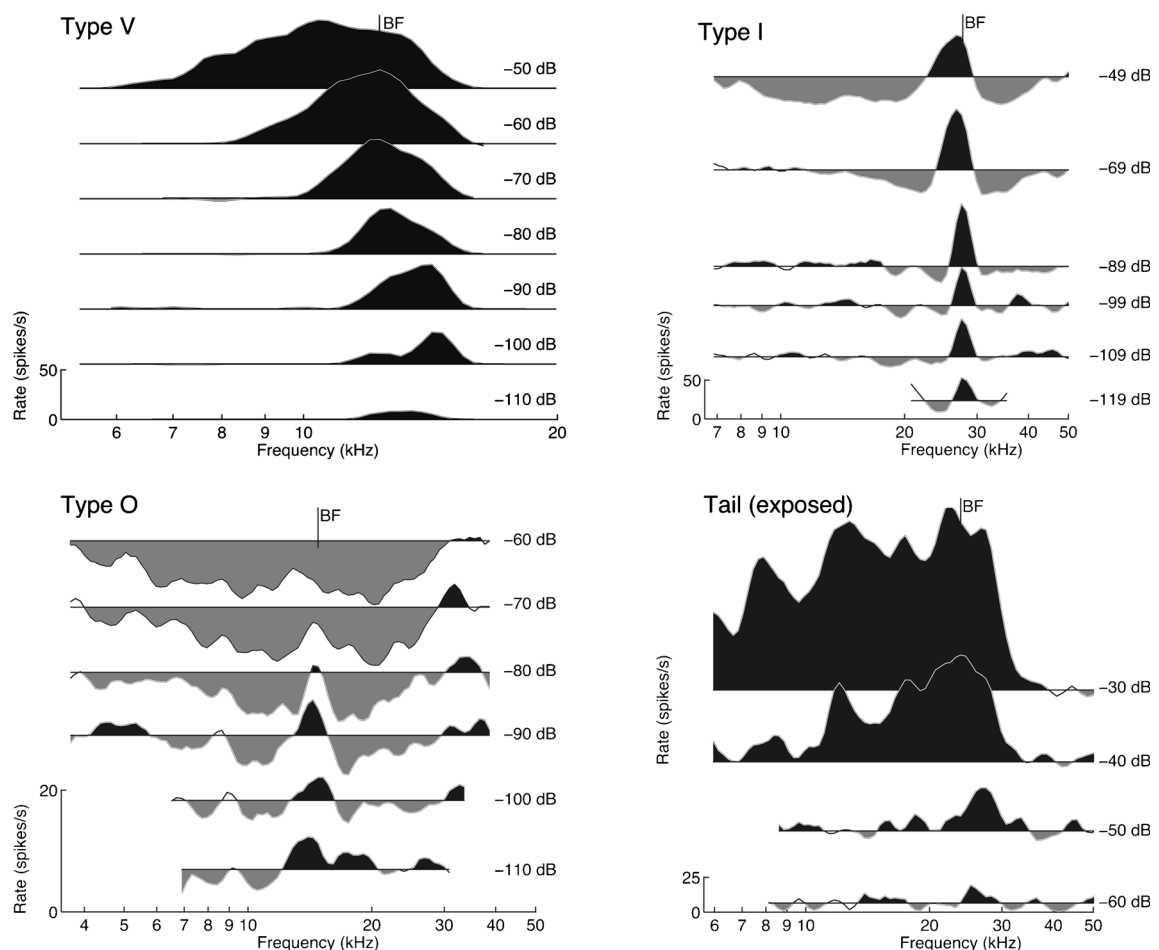 Type V
BF
−50 dB
−60 dB
−70 dB
−80 dB
−90 dB
−100 dB
−110 dB
Rate (spikes/s)
50
0
6 7 8 9 10 20
Frequency (kHz)
Type I
BF
−49 dB
−69 dB
−89 dB
−99 dB
−109 dB
−119 dB
Rate (spikes/s)
50
0
7 8 9 10 20 30 40 50
Frequency (kHz)
Type O
BF
−60 dB
−70 dB
−80 dB
−90 dB
−100 dB
−110 dB
Rate (spikes/s)
20
0
4 5 6 7 8 9 10 20 30 40 50
Frequency (kHz)
Tail (exposed)
BF
−30 dB
−40 dB
−50 dB
−60 dB
Rate (spikes/s)
Rate (spikes/s)
25
0
6 7 8 9 10 20 30 40 50
Frequency (kHz)